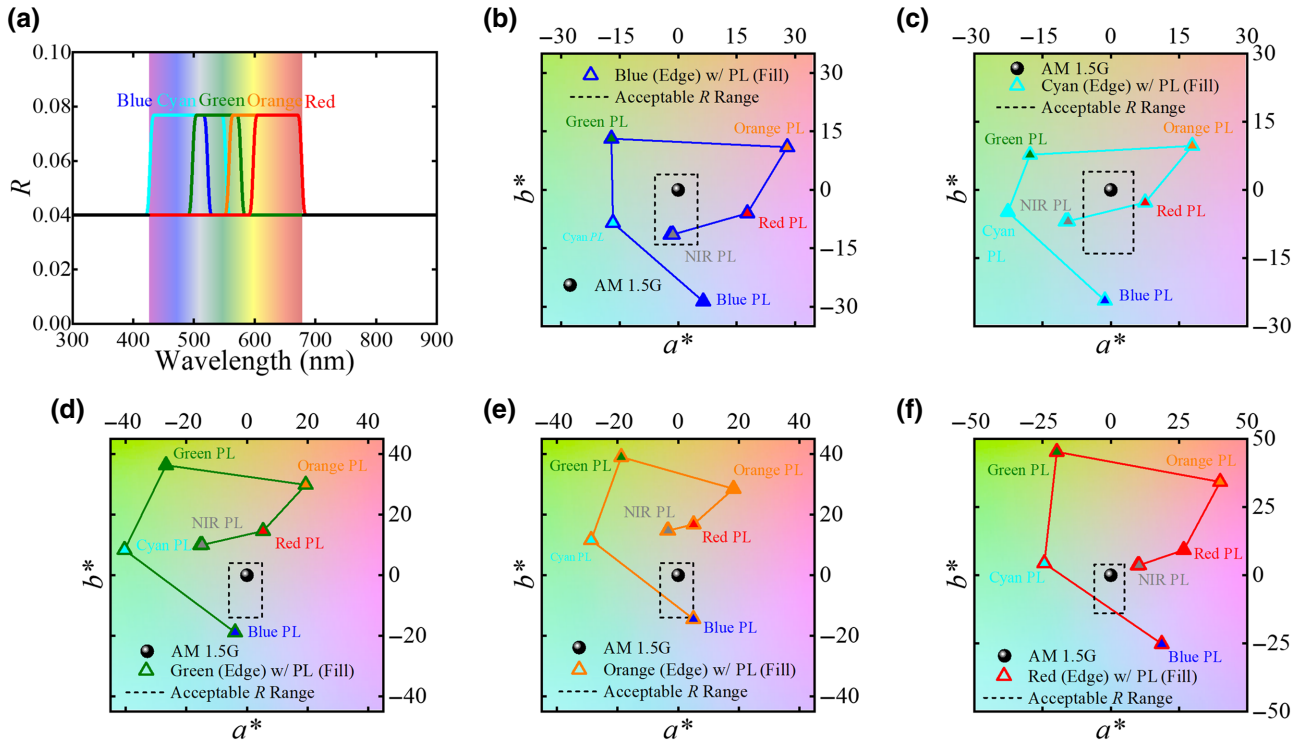 (a)
0.10
0.08
0.06
0.04
0.02
0.00
R
Blue Cyan Green Orange Red
300 400 500 600 700 800 900
Wavelength (nm)
(b)
−30 −15 0 15 30
Blue (Edge) w/ PL (Fill)
Acceptable R Range
Green PL
Orange PL
Cyan PL
Red PL
NIR PL
AM 1.5G
Blue PL
30
15
0
−15
−30
b*
a*
(c)
−30 −15 0 15 30
AM 1.5G
Cyan (Edge) w/ PL (Fill)
Acceptable R Range
Green PL
Orange PL
NIR PL
Red PL
Cyan
PL
Blue PL
30
15
0
−15
−30
b*
a*
(d)
−40 −20 0 20 40
Green PL
Orange PL
NIR PL
Cyan PL
Red PL
Blue PL
AM 1.5G
Green (Edge) w/ PL (Fill)
Acceptable R Range
40
20
0
−20
−40
b*
a*
(e)
−40 −20 0 20 40
Green PL
Orange PL
NIR PL
Red PL
Cyan PL
Blue PL
AM 1.5G
Orange (Edge) w/ PL (Fill)
Acceptable R Range
40
20
0
−20
−40
b*
a*
(f)
−50 −25 0 25 50
Green PL
Orange PL
Red PL
Cyan PL
NIR PL
Blue PL
AM 1.5G
Red (Edge) w/ PL (Fill)
Acceptable R Range
50
25
0
−25
−50
b*
a*